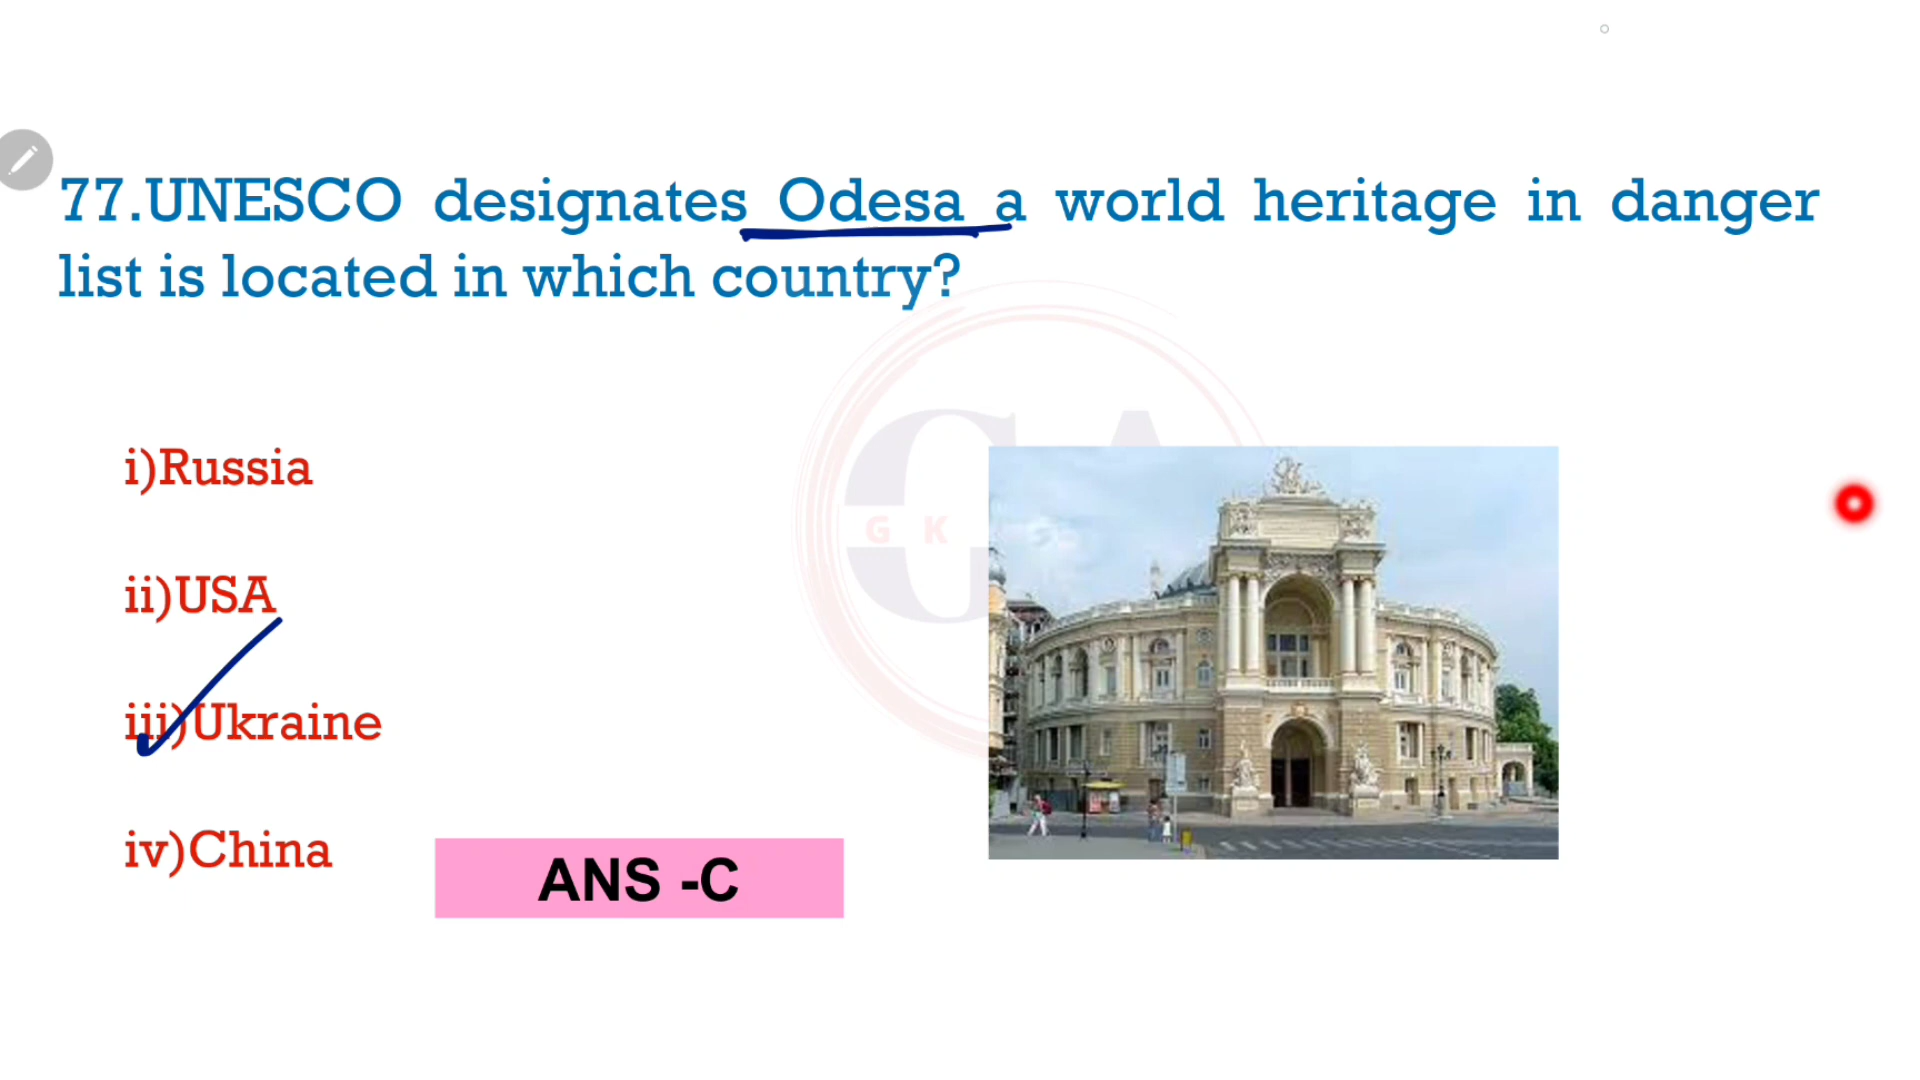 77.UNESCO designates Odesa a world heritage in danger
list is located in which country?
i)Russia
ii)USA
iii)Ukraine
iv)China
ANS -C
G K